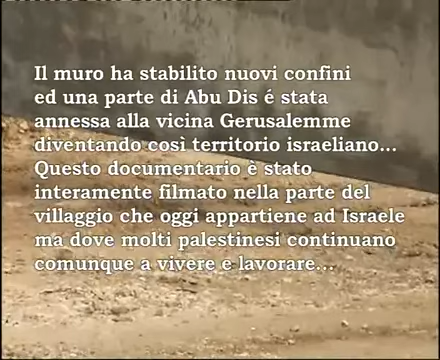 Il muro ha stabilito nuovi confini
ed una parte di Abu Dis é stata
annessa alla vicina Gerusalemme
diventando così territorio israeliano...
Questo documentario è stato
interamente filmato nella parte del
villaggio che oggi appartiene ad Israele
ma dove molti palestinesi continuano
comunque a vivere e lavorare...